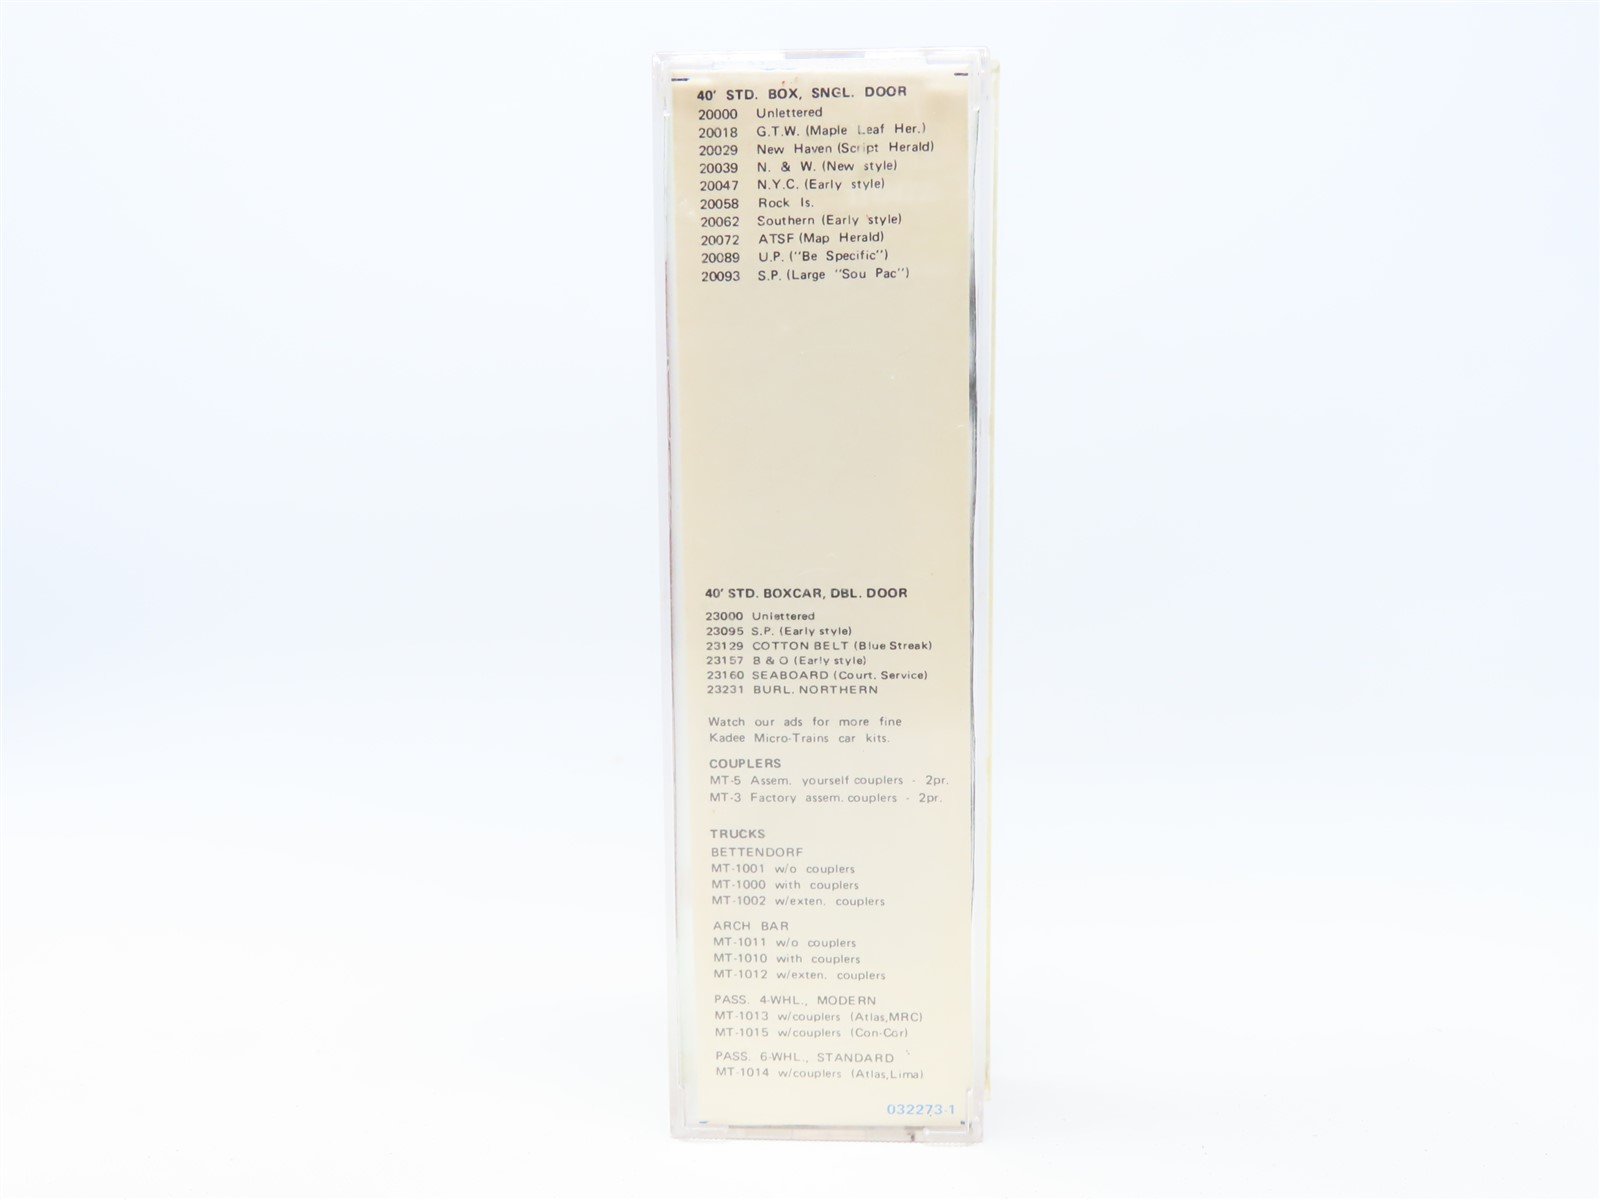 40' STD. BOX, SNGL. DOOR
20000 Unlettered
20018 G.T.W. (Maple Leaf Her.)
20029 New Haven (Script Herald)
20039 N. & W. (New style)
20047 N.Y.C. (Early style)
20058 Rock Is.
20062 Southern (Early style)
20072 ATSF (Map Herald)
20089 U.P. ("Be Specific")
20093 S.P. (Large "Sou Pac")
40' STD. BOXCAR, DBL. DOOR
23000 Unlettered
23095 S.P. (Early style)
23129 COTTON BELT (Blue Streak)
23157 B & O (Early style)
23160 SEABOARD (Court. Service)
23231 BURL. NORTHERN
Watch our ads for more fine
Kadee Micro-Trains car kits.
COUPLERS
MT-5 Assem. yourself couplers - 2pr.
MT-3 Factory assem. couplers - 2pr.
TRUCKS
BETTENDORF
MT-1001 w/o couplers
MT-1000 with couplers
MT-1002 w/exten. couplers
ARCH BAR
MT-1011 w/o couplers
MT-1010 with couplers
MT-1012 w/exten. couplers
PASS. 4-WHL., MODERN
MT-1013 w/couplers (Atlas,MRC)
MT-1015 w/couplers (Con-Cor)
PASS. 6-WHL., STANDARD
MT-1014 w/couplers (Atlas,Lima)
032273-1